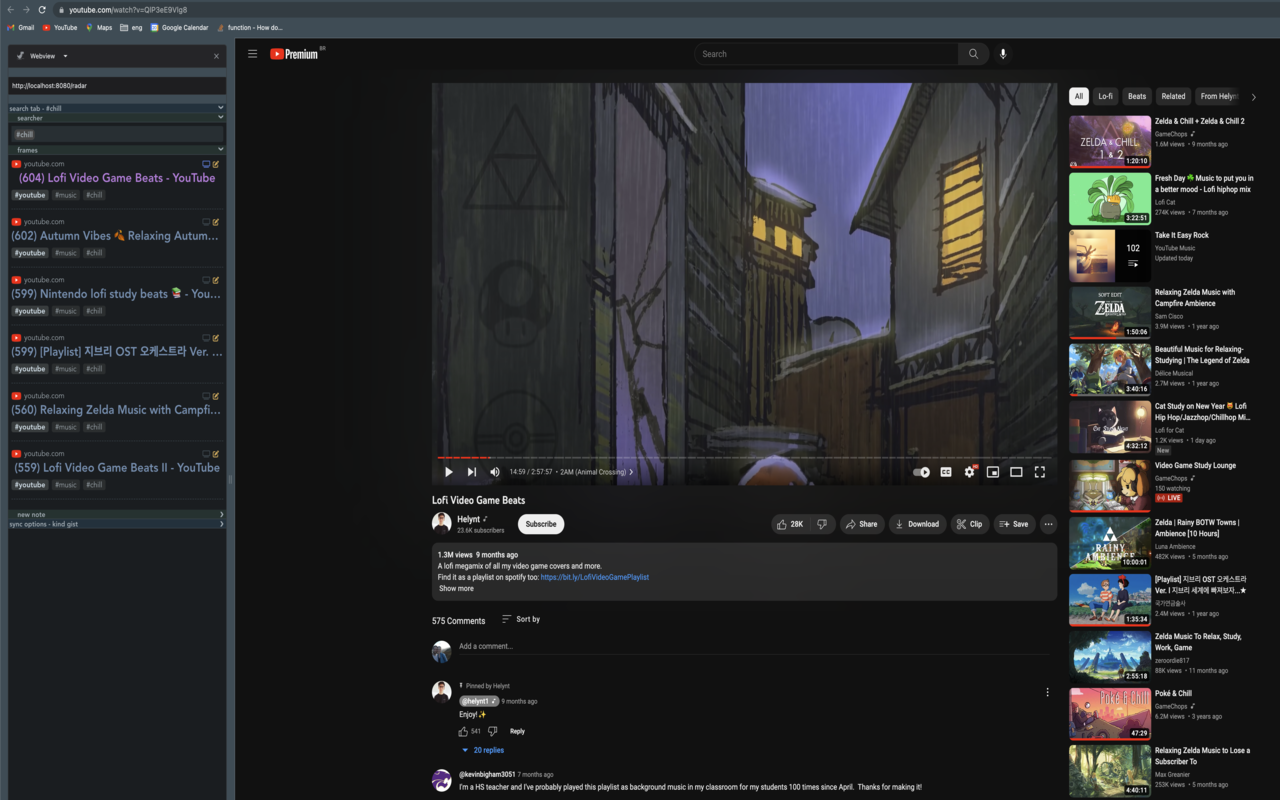 youtube.com/watch?v=QIP3eE9VIg8
Gmail
YouTube
Maps
eng
Google Calendar
function - How do...
Webview
http://localhost:8080/radar
search tab - #chill
searcher
#chill
frames
youtube.com
(604) Lofi Video Game Beats - YouTube
#youtube #music #chill
youtube.com
(602) Autumn Vibes 🍂 Relaxing Autum...
#youtube #music #chill
youtube.com
(599) Nintendo lofi study beats 📚 - You...
#youtube #music #chill
youtube.com
(599) [Playlist] 지브리 OST 오케스트라 Ver. ...
#youtube #music #chill
youtube.com
(560) Relaxing Zelda Music with Campfi...
#youtube #music #chill
youtube.com
(559) Lofi Video Game Beats II - YouTube
#youtube #music #chill
new note
sync options - kind gist
Premium BR
Search
14:59 / 2:57:57 • 2AM (Animal Crossing)
Lofi Video Game Beats
Helynt
23.6K subscribers
Subscribe
28K
Share
Download
Clip
Save
1.3M views 9 months ago
A lofi megamix of all my video game covers and more.
Find it as a playlist on spotify too: https://bit.ly/LofiVideoGamePlaylist
Show more
575 Comments
Sort by
Add a comment...
Pinned by Helynt
@helynt1 9 months ago
Enjoy! ✨
541
Reply
20 replies
@kevinbigham3051 7 months ago
I'm a HS teacher and I've probably played this playlist as background music in my classroom for my students 100 times since April. Thanks for making it!
All
Lo-fi
Beats
Related
From Helyn
ZELDA & CHILL
1 & 2
1:20:10
Zelda & Chill + Zelda & Chill 2
GameChops
1.6M views • 9 months ago
3:22:51
Fresh Day 🍀 Music to put you in
a better mood - Lofi hiphop mix
Lofi Cat
274K views • 7 months ago
102
Take It Easy Rock
YouTube Music
Updated today
SOFT EDIT
ZELDA
1:50:06
Relaxing Zelda Music with
Campfire Ambience
Sam Ciaco
3.9M views • 1 year ago
3:40:16
Beautiful Music for Relaxing-
Studying | The Legend of Zelda
Délice Musical
2.7M views • 1 year ago
Cat Study Night
4:32:12
Cat Study on New Year 😸 Lofi
Hip Hop/Jazzhop/Chillhop Mi...
Lofi for Cat
1.2K views • 1 day ago
New
Video Game Study Lounge
GameChops
150 watching
LIVE
RAINY
AMBIENCE
10:00:01
Zelda | Rainy BOTW Towns |
Ambience [10 Hours]
Luna Ambience
482K views • 5 months ago
1:35:34
[Playlist] 지브리 OST 오케스트라
Ver. l 지브리 세계에 빠져보자...★
국가연금술사
2.4M views • 1 year ago
2:55:18
Zelda Music To Relax, Study,
Work, Game
zeroordie817
88K views • 11 months ago
Poké & Chill
47:29
Poké & Chill
GameChops
6.2M views • 3 years ago
4:40:11
Relaxing Zelda Music to Lose a
Subscriber To
Max Greanier
253K views • 5 months ago